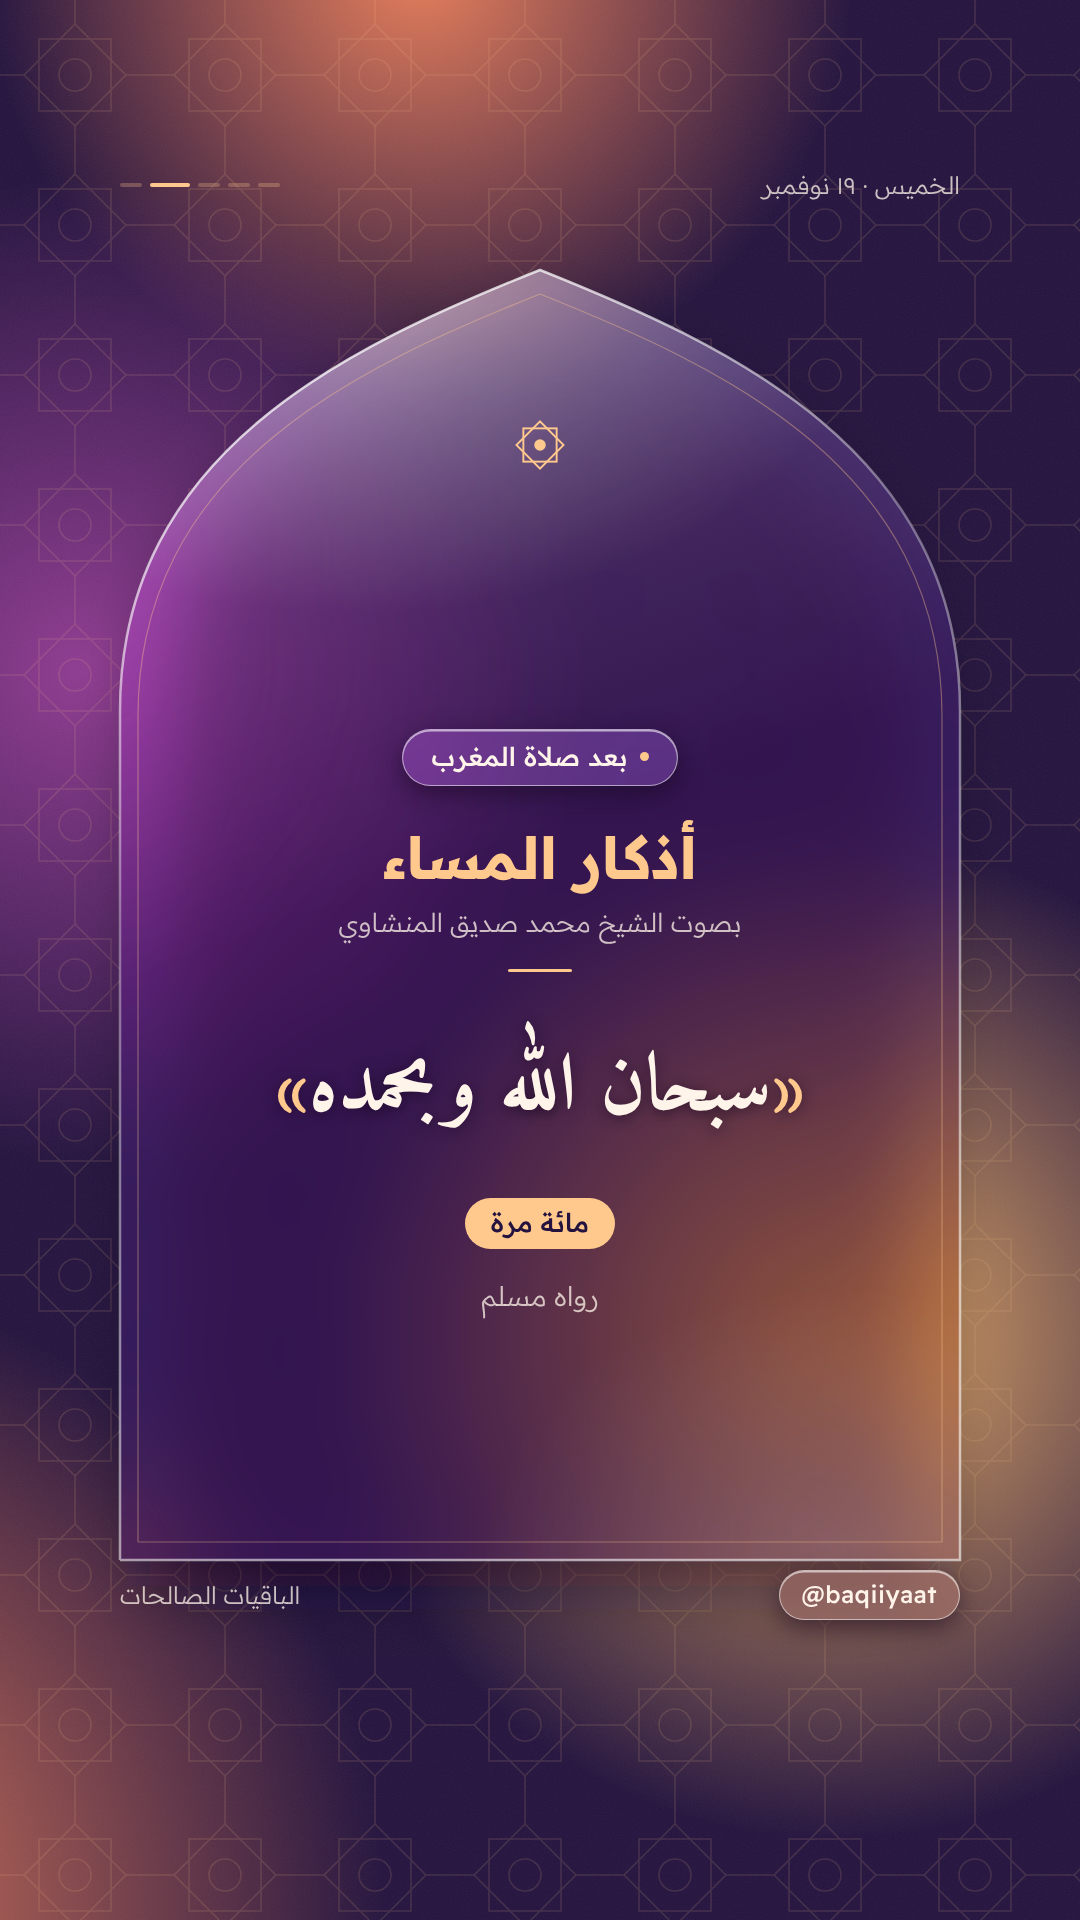 الخميس · ١٩ نوفمبر
بعد صلاة المغرب
أذكار المساء
بصوت الشيخ محمد صديق المنشاوي
«سبحان الله وبحمده»
مائة مرة
رواه مسلم
@baqiiyaat
الباقيات الصالحات